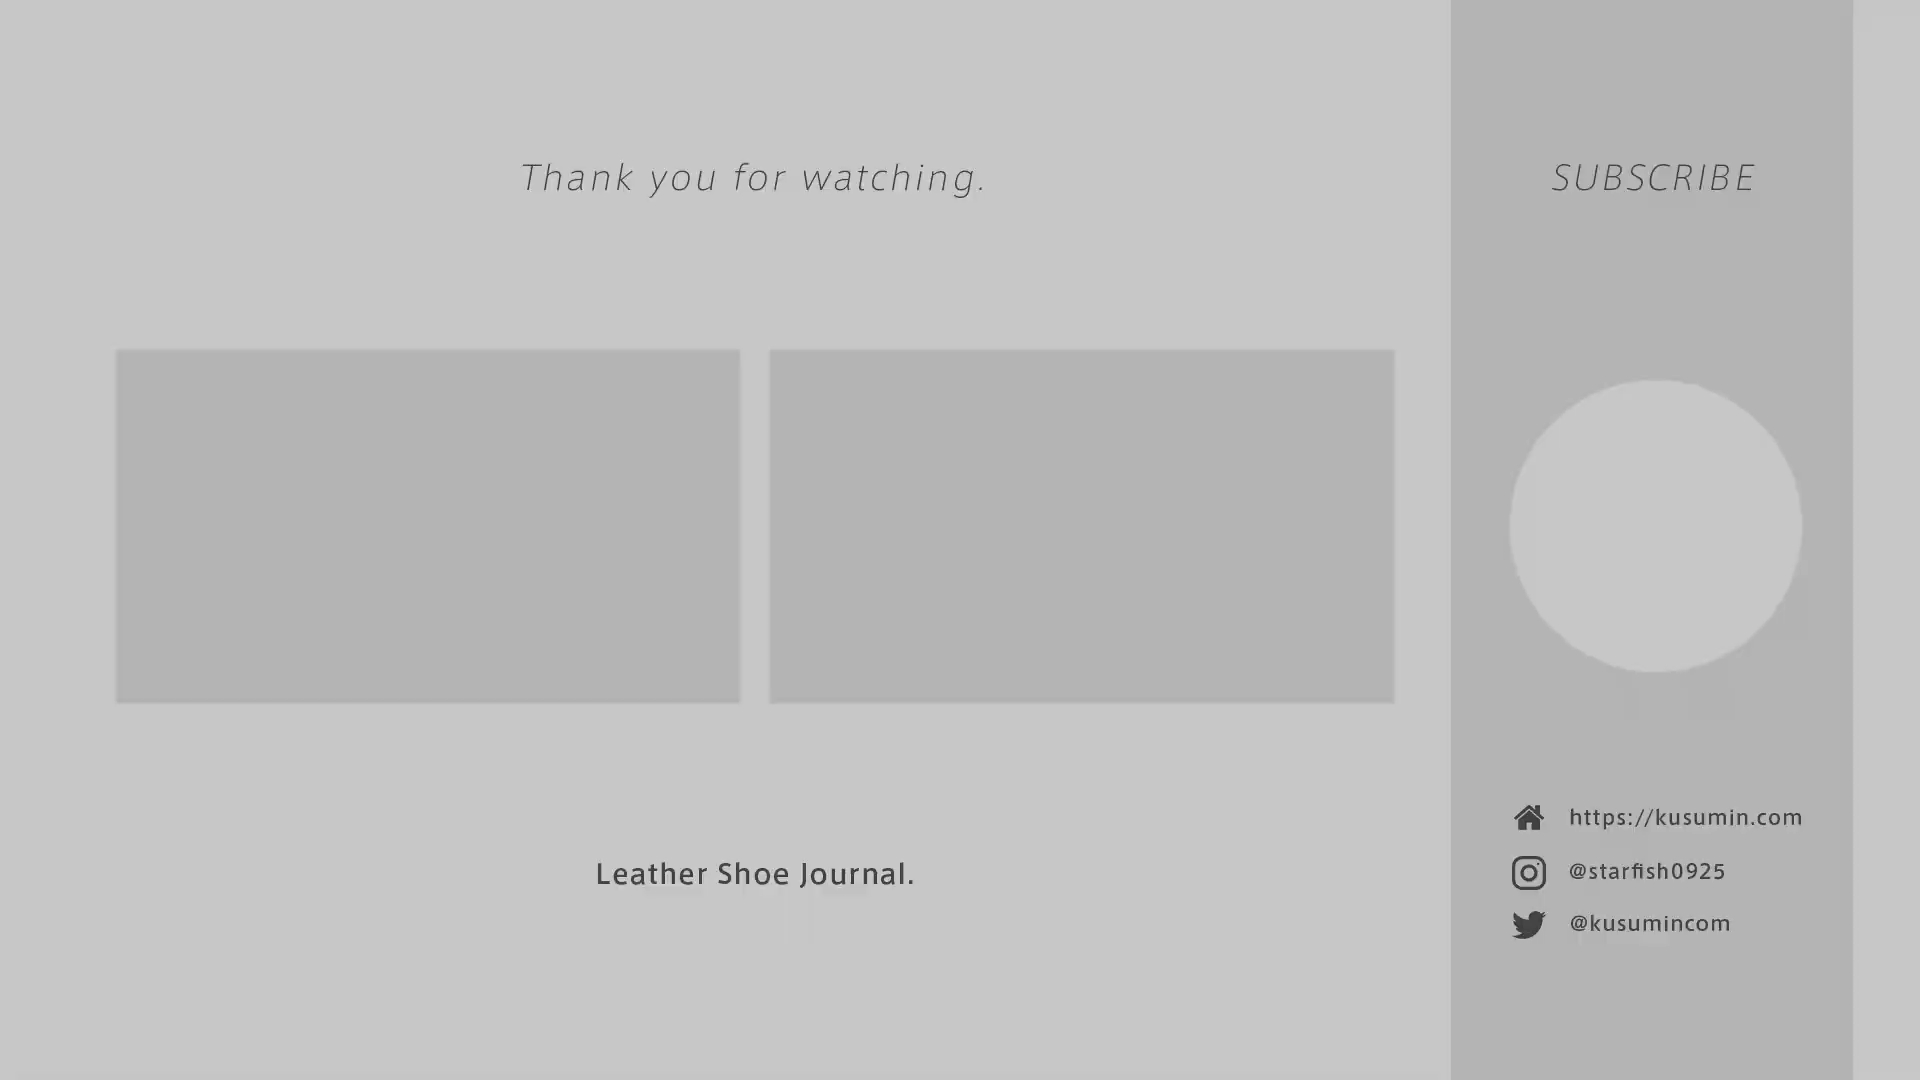 Thank you for watching.
SUBSCRIBE
Leather Shoe Journal.
https://kusumin.com
@starfish0925
@kusumincom